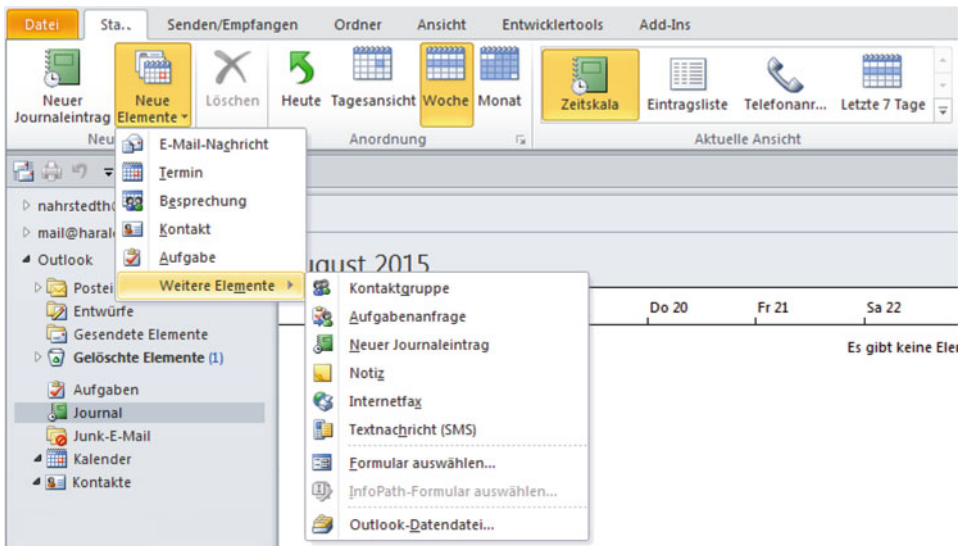 Datei Sta.. Senden/Empfangen Ordner Ansicht Entwicklertools Add-Ins
Neuer Journaleintrag
Neue Elemente
Löschen
Heute Tagesansicht Woche Monat
Zeitskala Eintragsliste Telefonanr... Letzte 7 Tage
Neu Anordnung Aktuelle Ansicht
E-Mail-Nachricht
Termin
Besprechung
Kontakt
Aufgabe
Weitere Elemente
nahrstedth
mail@haral
Outlook
Postei
Entwürfe
Gesendete Elemente
Gelöschte Elemente (1)
Aufgaben
Journal
Junk-E-Mail
Kalender
Kontakte
Kontaktgruppe
Aufgabenanfrage
Neuer Journaleintrag
Notiz
Internetfax
Textnachricht (SMS)
Formular auswählen...
InfoPath-Formular auswählen...
Outlook-Datendatei...
ugust 2015
Do 20 Fr 21 Sa 22
Es gibt keine Eler